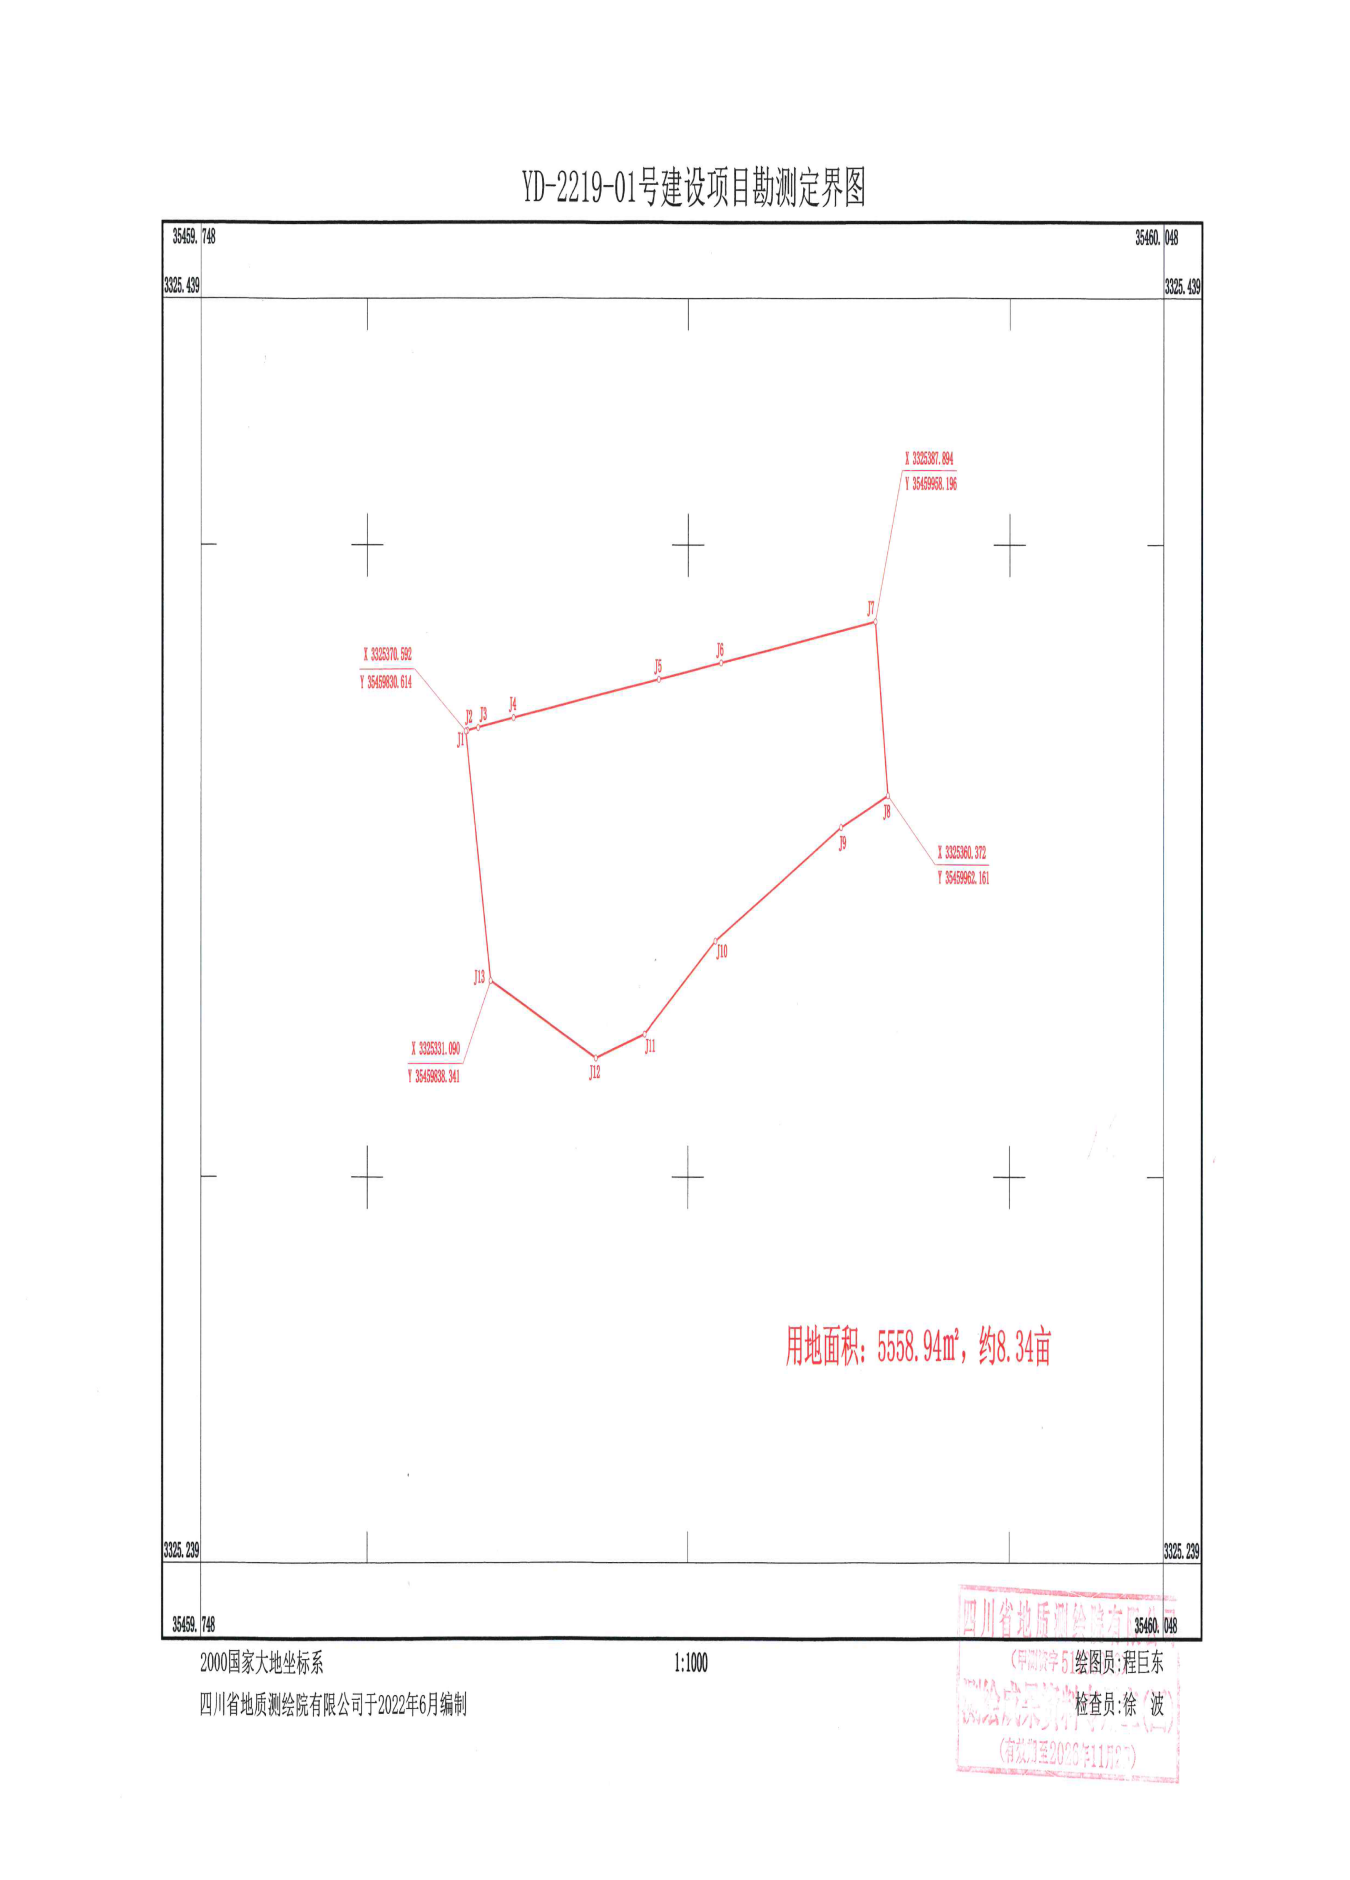 YD-2219-01号建设项目勘测定界图
35459. 748
35460. 048
3325.439
3325.439
X 3325387.894
Y 35459958.196
J7
X 3325370.592
Y 35459830.614
J6
J5
J4
J3
J2
J1
J8
J9
X 3325360.372
Y 35459962.161
J10
J13
J11
X 3325331.090
Y 35459838.341
J12
用地面积: 5558.94㎡, 约8.34亩
3325.239
3325.239
四川省地质测绘院有限公司
35459. 748
35460. 048
2000国家大地坐标系
1:1000
绘图员:程巨东
四川省地质测绘院有限公司于2022年6月编制
检查员:徐 波